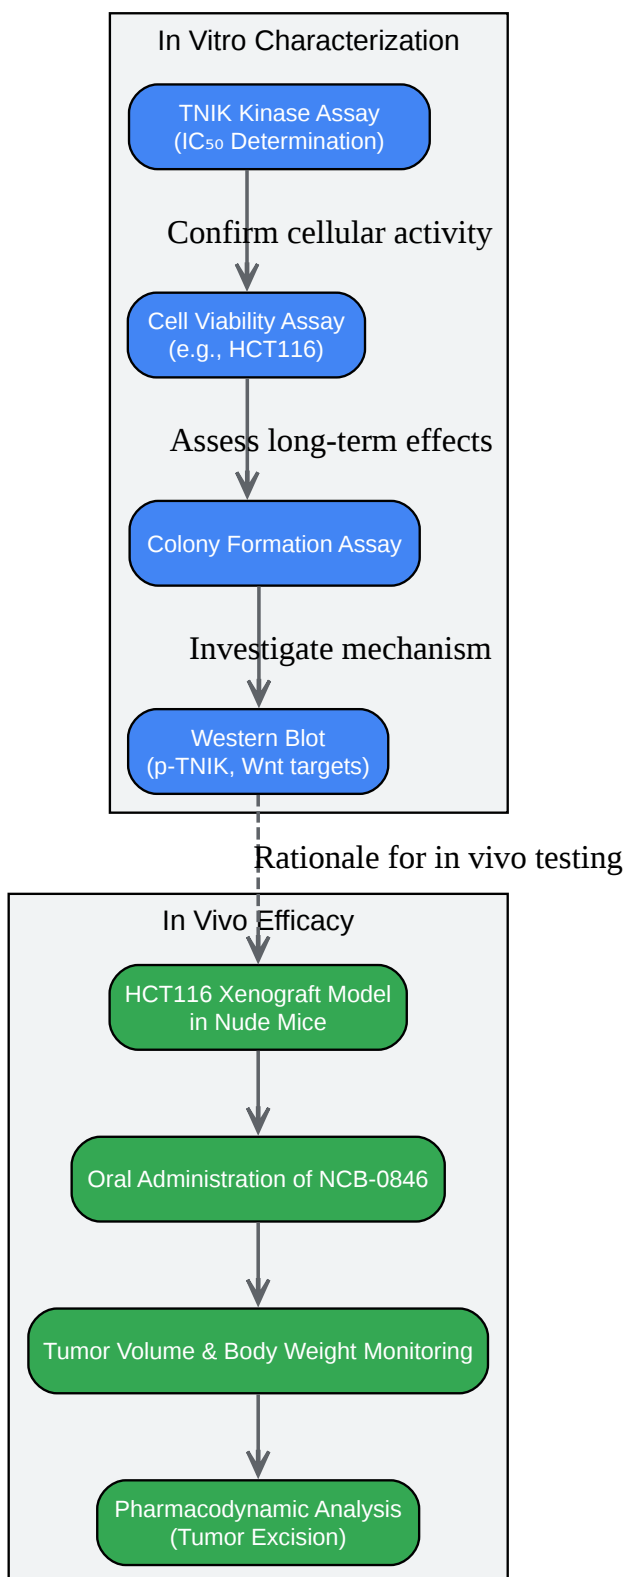 In Vitro Characterization
TNIK Kinase Assay
(IC₅₀ Determination)
Confirm cellular activity
Cell Viability Assay
(e.g., HCT116)
Assess long-term effects
Colony Formation Assay
Investigate mechanism
Western Blot
(p-TNIK, Wnt targets)
Rationale for in vivo testing
In Vivo Efficacy
HCT116 Xenograft Model
in Nude Mice
Oral Administration of NCB-0846
Tumor Volume & Body Weight Monitoring
Pharmacodynamic Analysis
(Tumor Excision)